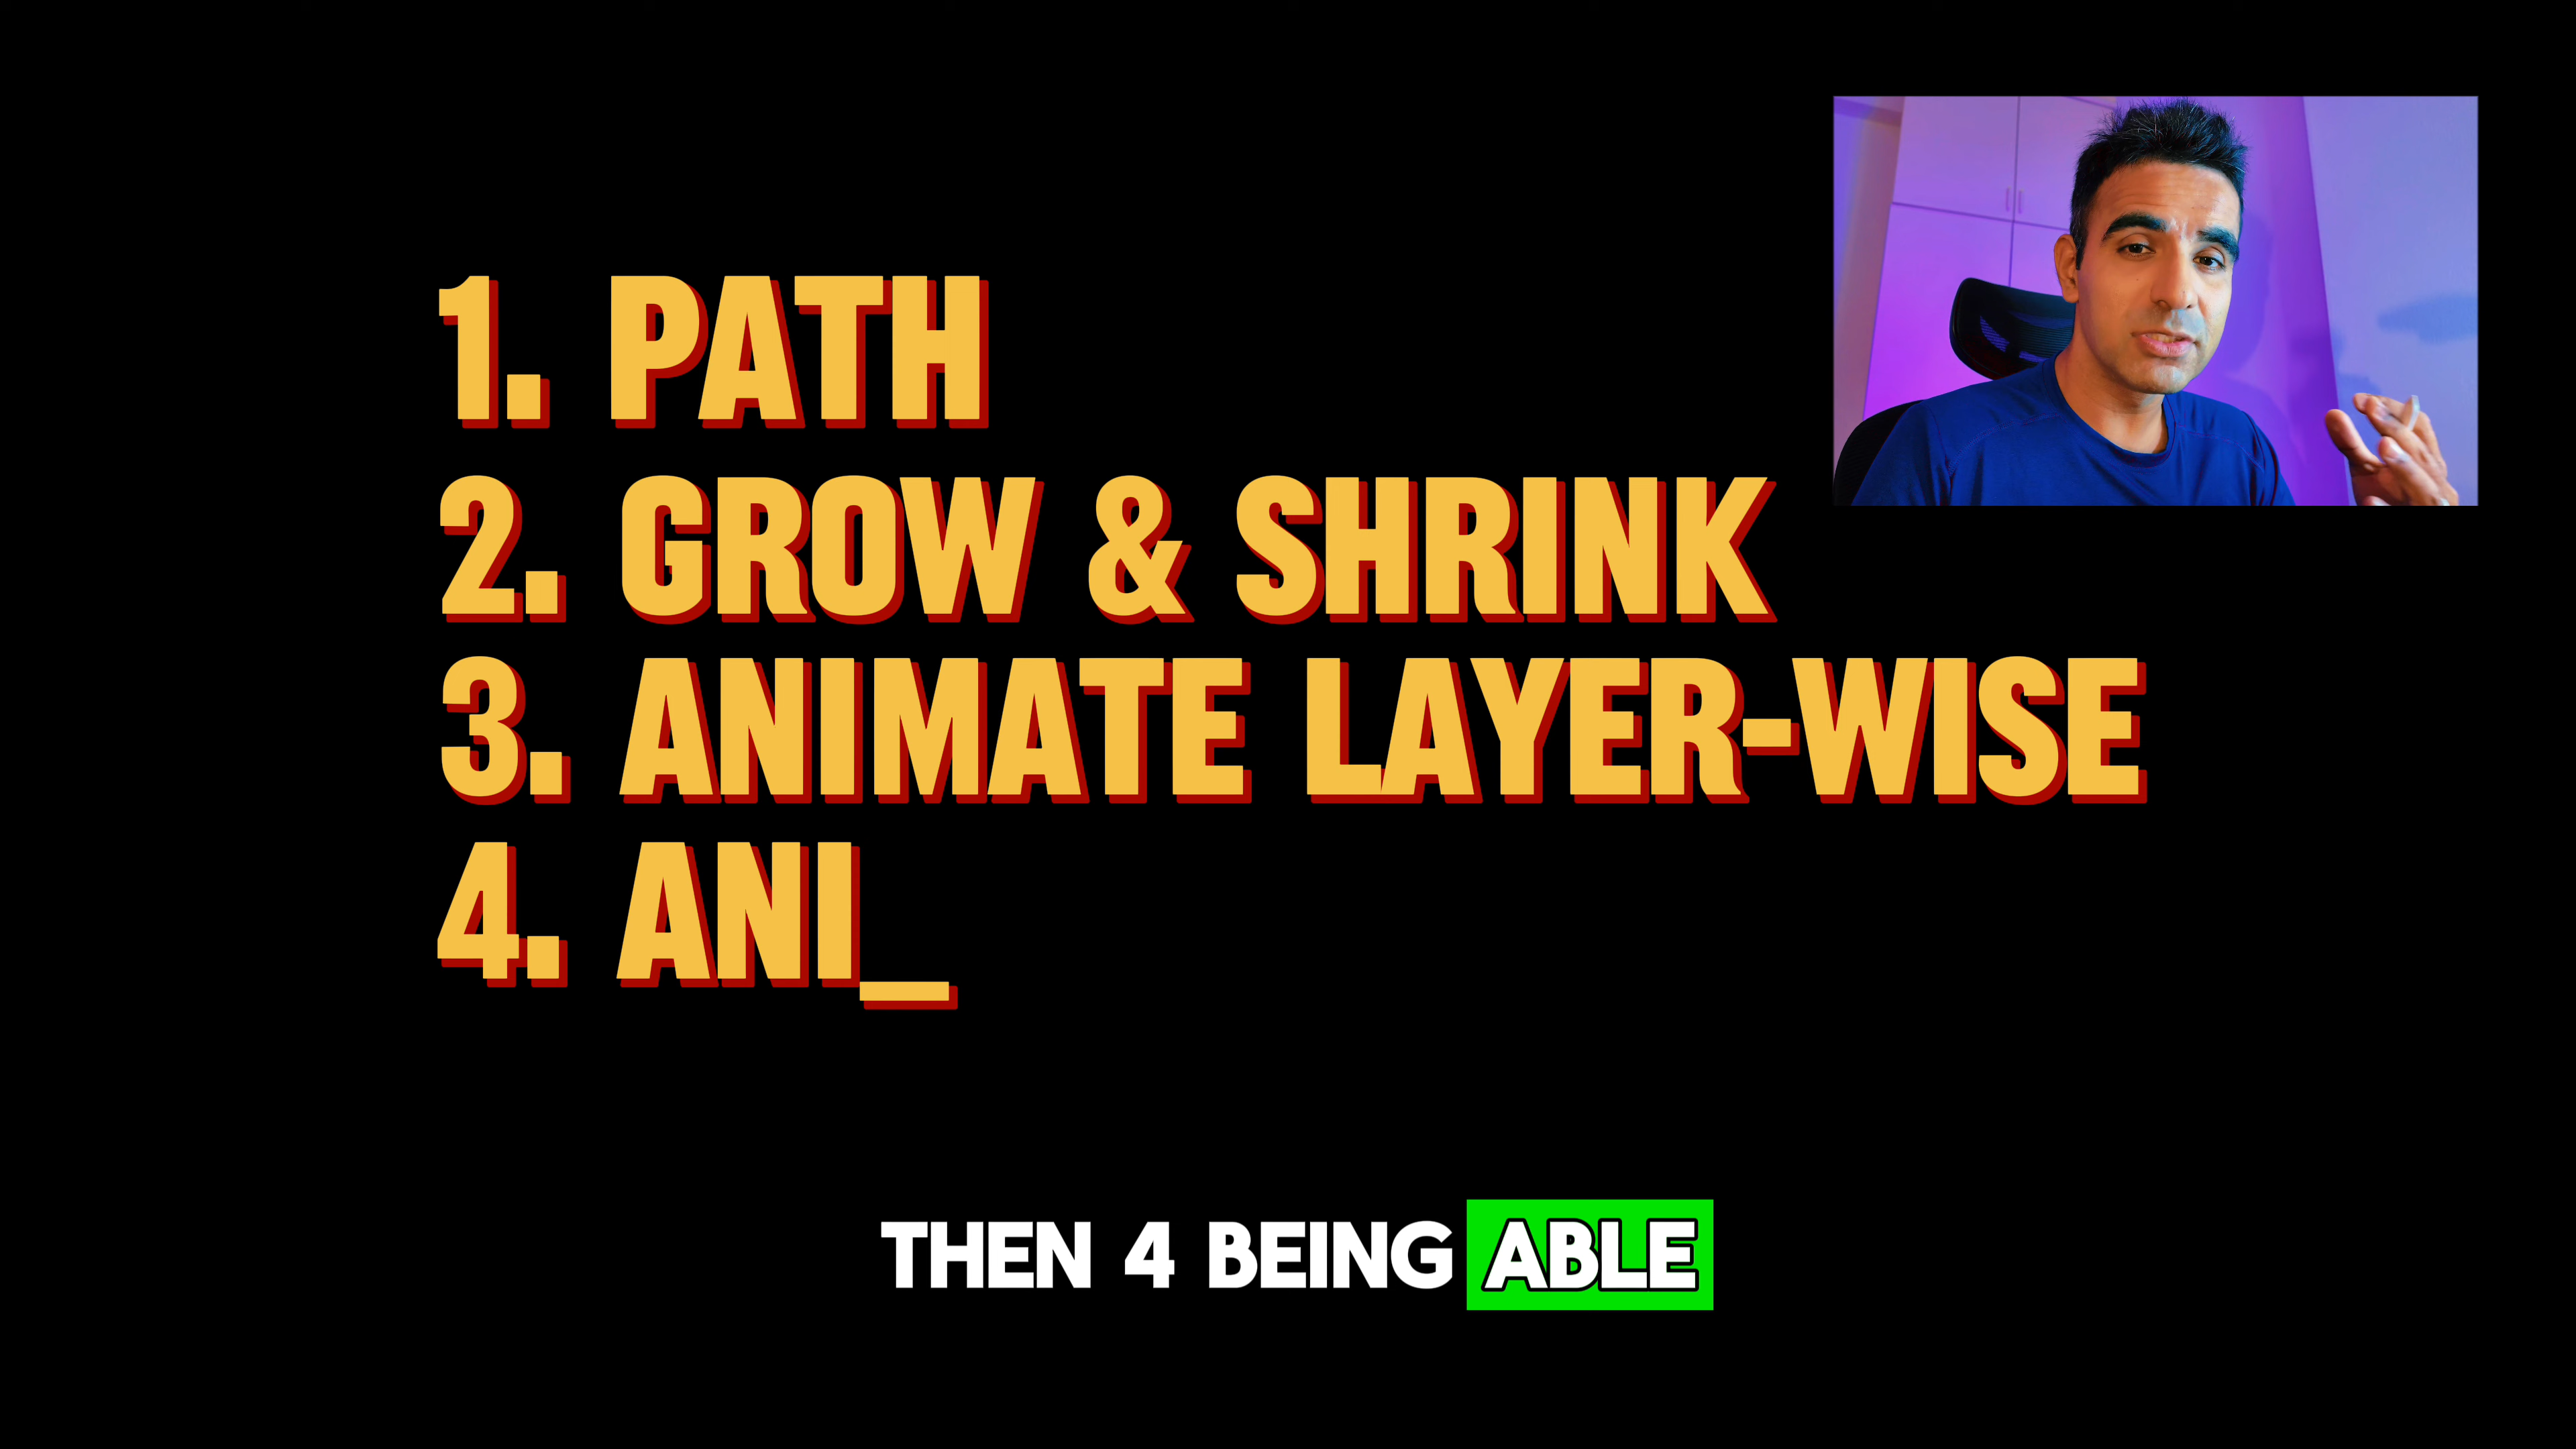 1. PATH
2. GROW & SHRINK
3. ANIMATE LAYER-WISE
4. ANI_
THEN 4 BEING ABLE